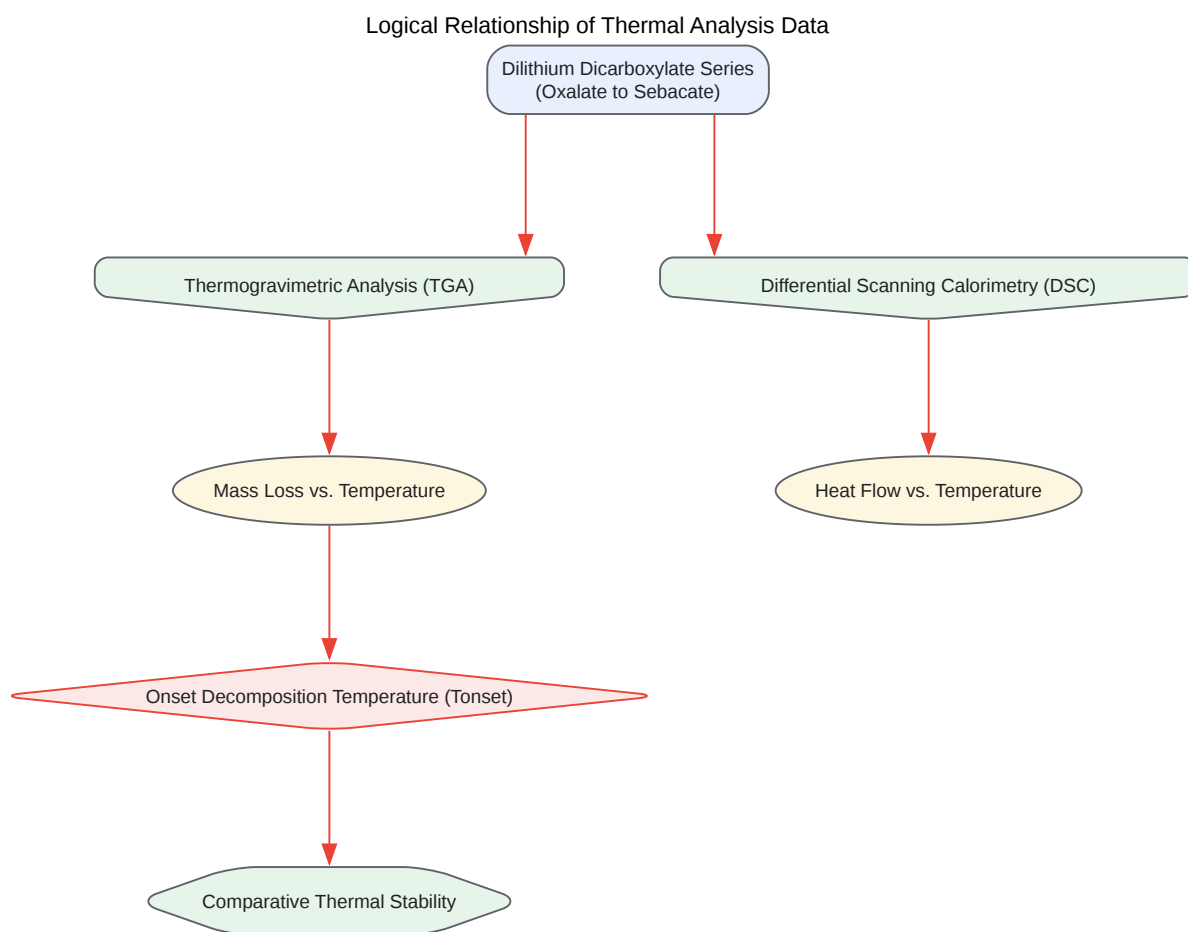 Logical Relationship of Thermal Analysis Data
Dilithium Dicarboxylate Series
(Oxalate to Sebacate)
Thermogravimetric Analysis (TGA)
Differential Scanning Calorimetry (DSC)
Mass Loss vs. Temperature
Heat Flow vs. Temperature
Onset Decomposition Temperature (Tonset)
Comparative Thermal Stability